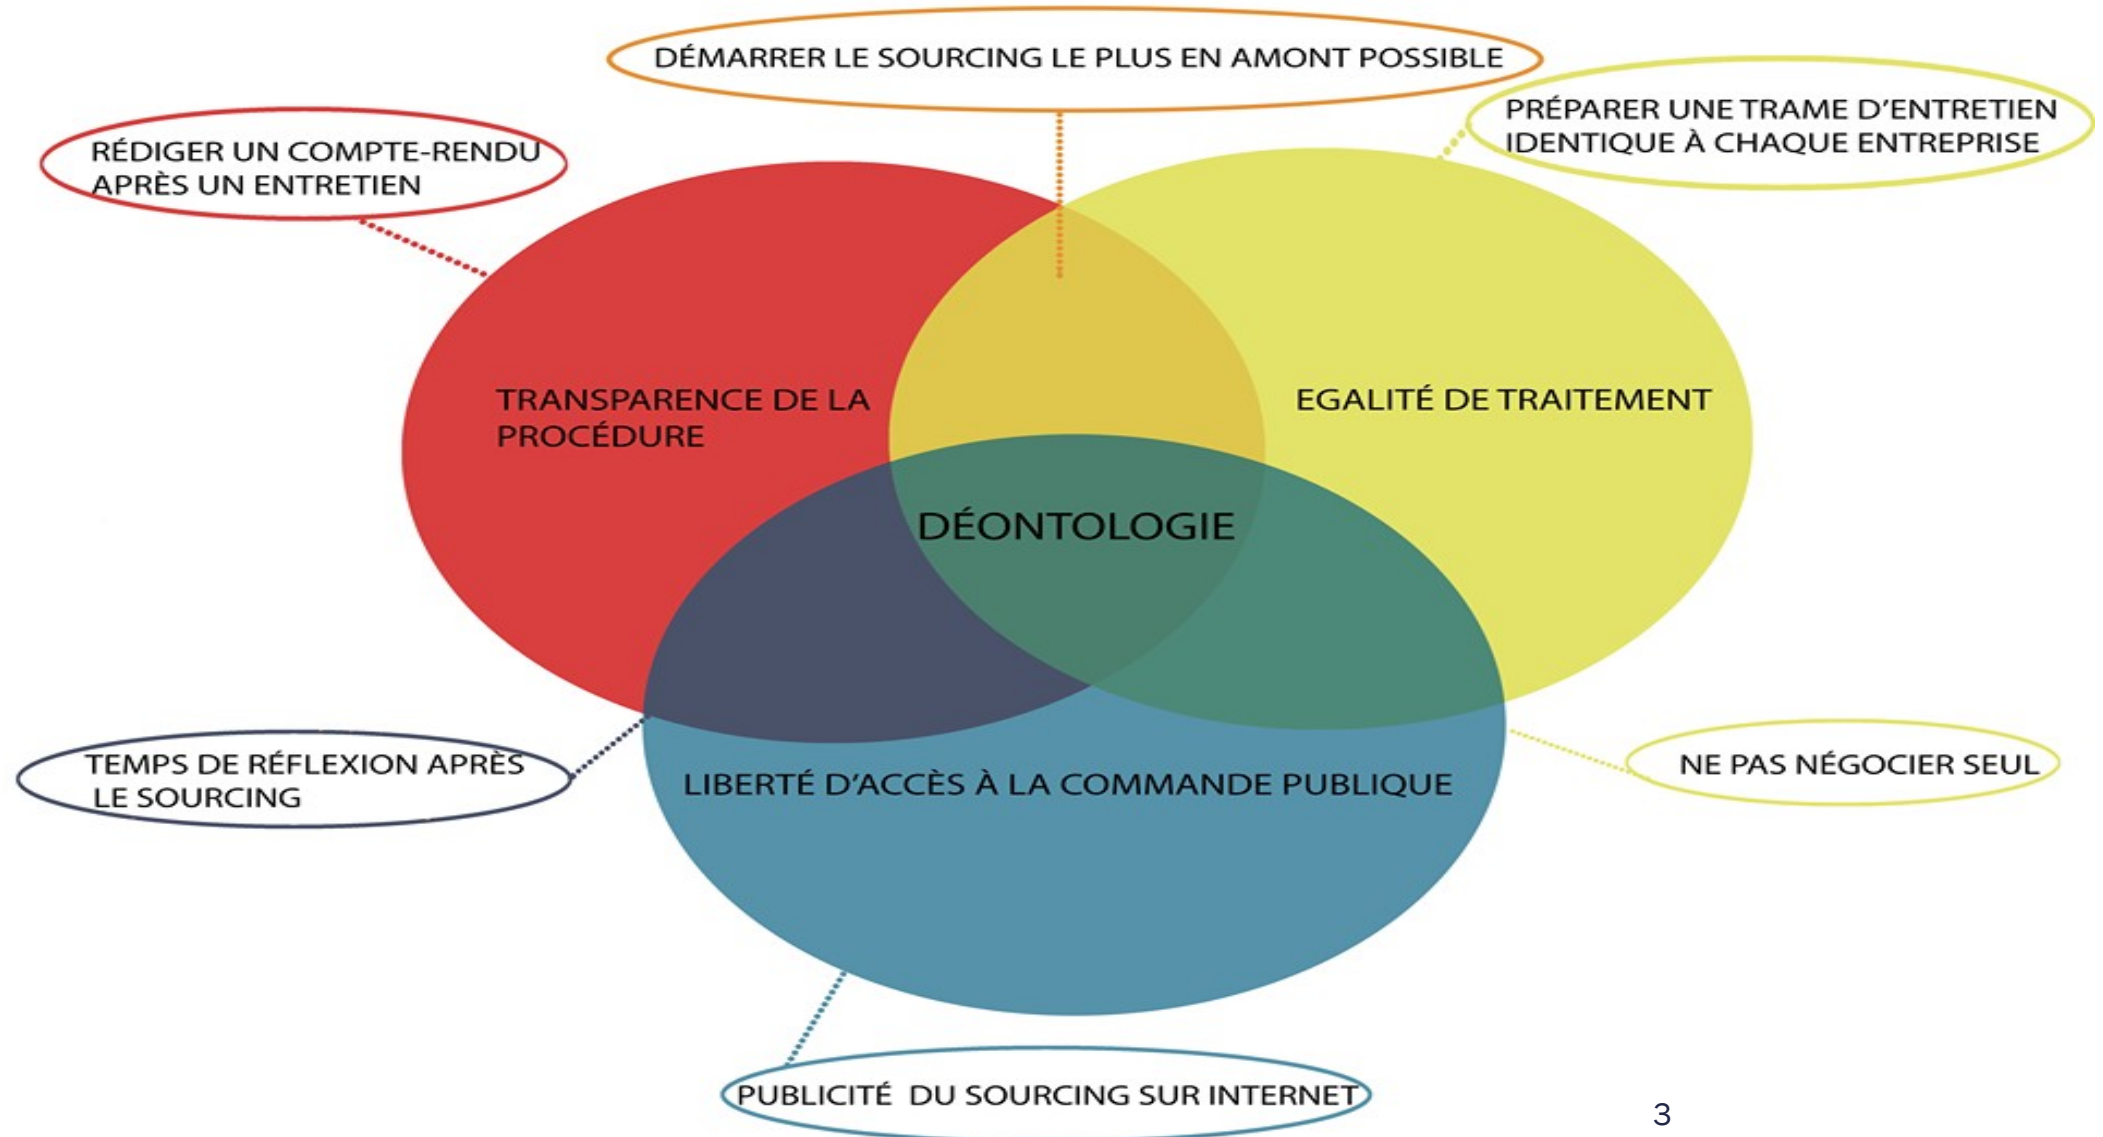 DÉMARRER LE SOURCING LE PLUS EN AMONT POSSIBLE
PRÉPARER UNE TRAME D'ENTRETIEN
IDENTIQUE À CHAQUE ENTREPRISE
RÉDIGER UN COMPTE-RENDU
APRÈS UN ENTRETIEN
TRANSPARENCE DE LA
PROCÉDURE
EGALITÉ DE TRAITEMENT
DÉONTOLOGIE
TEMPS DE RÉFLEXION APRÈS
LE SOURCING
LIBERTÉ D'ACCÈS À LA COMMANDE PUBLIQUE
NE PAS NÉGOCIER SEUL
PUBLICITÉ DU SOURCING SUR INTERNET
3